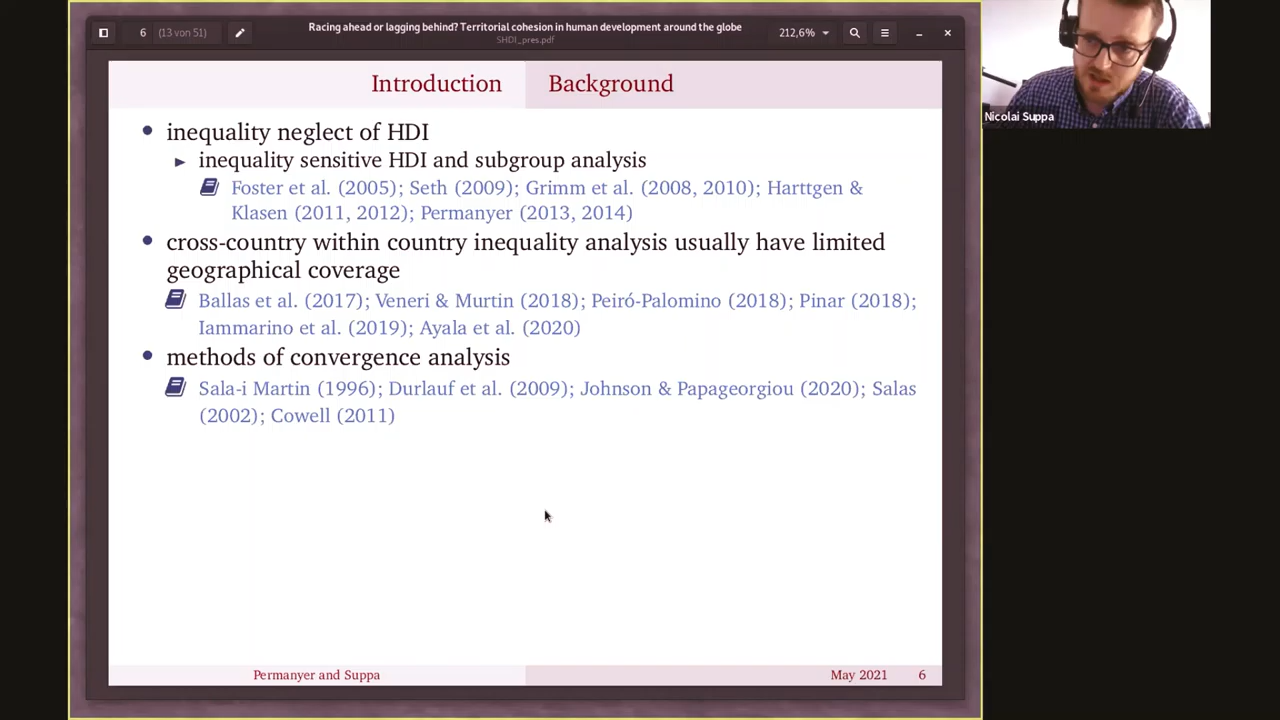 6 (13 von 51)
Racing ahead or lagging behind? Territorial cohesion in human development around the globe
SHDI_pres.pdf
212,6%
Nicolai Suppa
Introduction
Background
• inequality neglect of HDI
► inequality sensitive HDI and subgroup analysis
Foster et al. (2005); Seth (2009); Grimm et al. (2008, 2010); Harttgen &
Klasen (2011, 2012); Permanyer (2013, 2014)
• cross-country within country inequality analysis usually have limited
geographical coverage
Ballas et al. (2017); Veneri & Murtin (2018); Peiró-Palomino (2018); Pinar (2018);
Iammarino et al. (2019); Ayala et al. (2020)
• methods of convergence analysis
Sala-i Martin (1996); Durlauf et al. (2009); Johnson & Papageorgiou (2020); Salas
(2002); Cowell (2011)
Permanyer and Suppa
May 2021 6